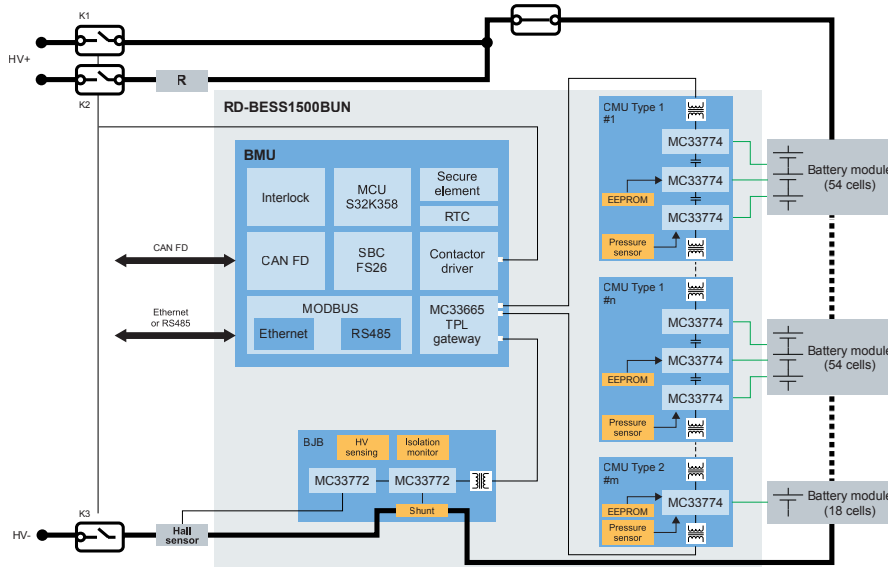 K1
HV+
R
K2
RD-BESS1500BUN
BMU
Interlock
MCU
S32K358
Secure
element
RTC
CAN FD
CAN FD
SBC
FS26
Contactor
driver
Ethernet
or RS485
MODBUS
Ethernet
RS485
MC33665
TPL
gateway
BJB
HV
sensing
Isolation
monitor
MC33772
MC33772
Shunt
K3
HV-
Hall
sensor
CMU Type 1
#1
MC33774
MC33774
EEPROM
MC33774
Pressure
sensor
Battery module
(54 cells)
CMU Type 1
#n
MC33774
MC33774
EEPROM
MC33774
Pressure
sensor
Battery module
(54 cells)
CMU Type 2
#m
MC33774
EEPROM
Pressure
sensor
Battery module
(18 cells)